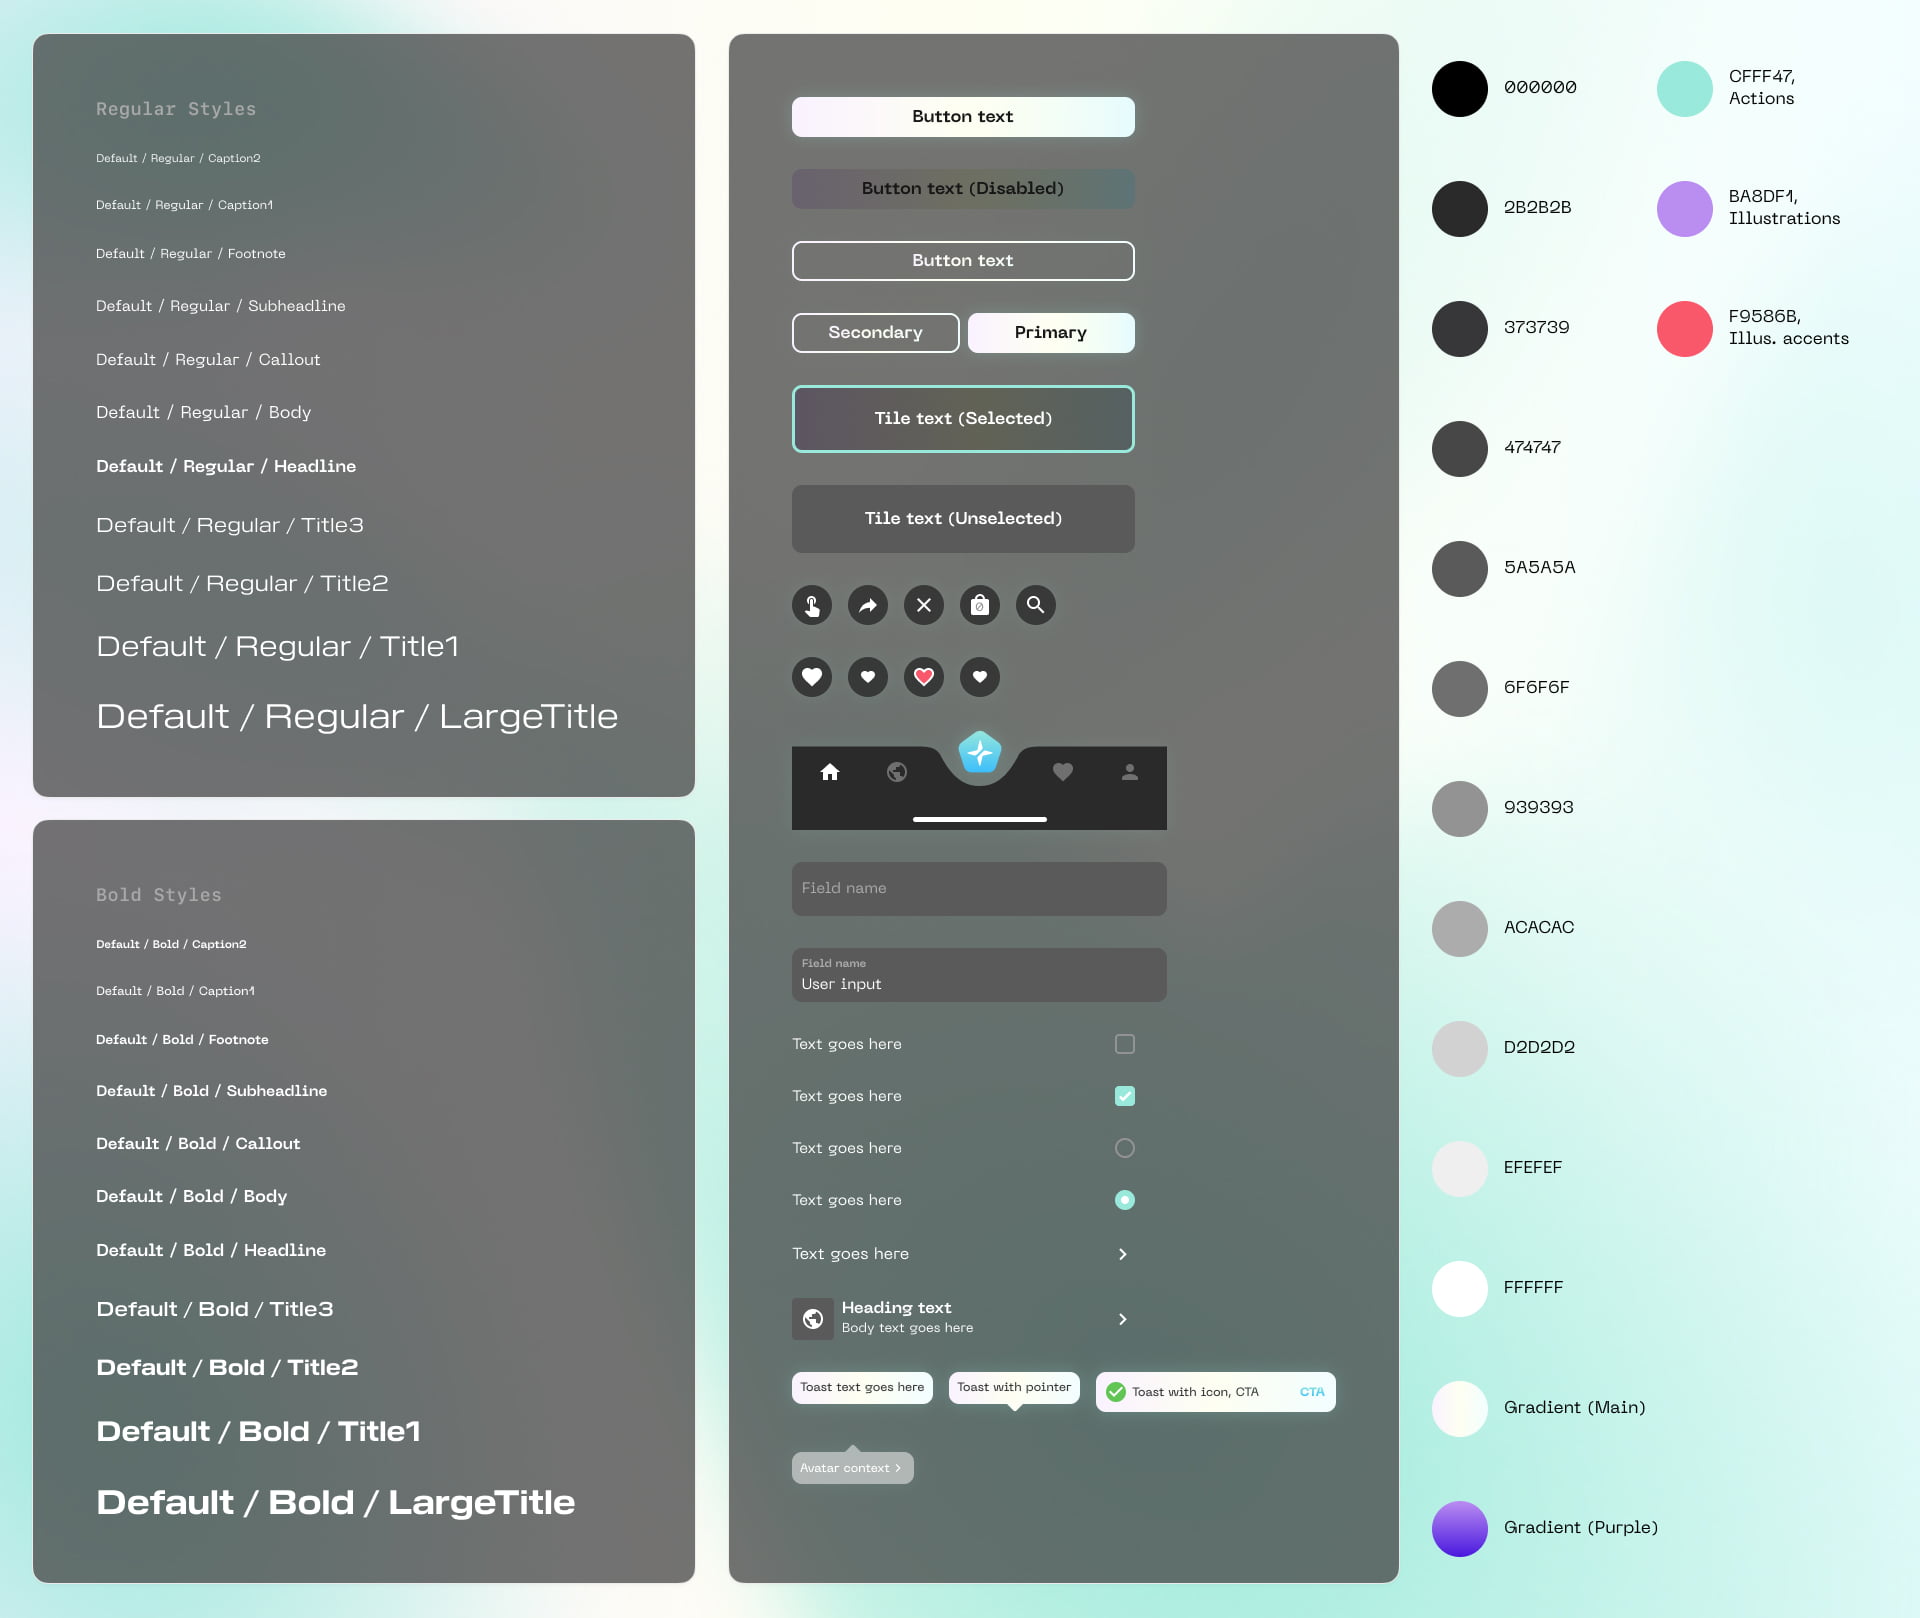 Regular Styles
Default / Regular / Caption2
Default / Regular / Caption1
Default / Regular / Footnote
Default / Regular / Subheadline
Default / Regular / Callout
Default / Regular / Body
Default / Regular / Headline
Default / Regular / Title3
Default / Regular / Title2
Default / Regular / Title1
Default / Regular / LargeTitle
Bold Styles
Default / Bold / Caption2
Default / Bold / Caption1
Default / Bold / Footnote
Default / Bold / Subheadline
Default / Bold / Callout
Default / Bold / Body
Default / Bold / Headline
Default / Bold / Title3
Default / Bold / Title2
Default / Bold / Title1
Default / Bold / LargeTitle
Button text
Button text (Disabled)
Button text
Secondary
Primary
Tile text (Selected)
Tile text (Unselected)
0
Field name
Field name
User input
Text goes here
Text goes here
Text goes here
Text goes here
Text goes here
Heading text
Body text goes here
Toast text goes here
Toast with pointer
Toast with icon, CTA
CTA
Avatar context
000000
2B2B2B
373739
474747
5A5A5A
6F6F6F
939393
ACACAC
D2D2D2
EFEFEF
FFFFFF
Gradient (Main)
Gradient (Purple)
CFFF47,
Actions
BA8DF1,
Illustrations
F9586B,
Illus. accents